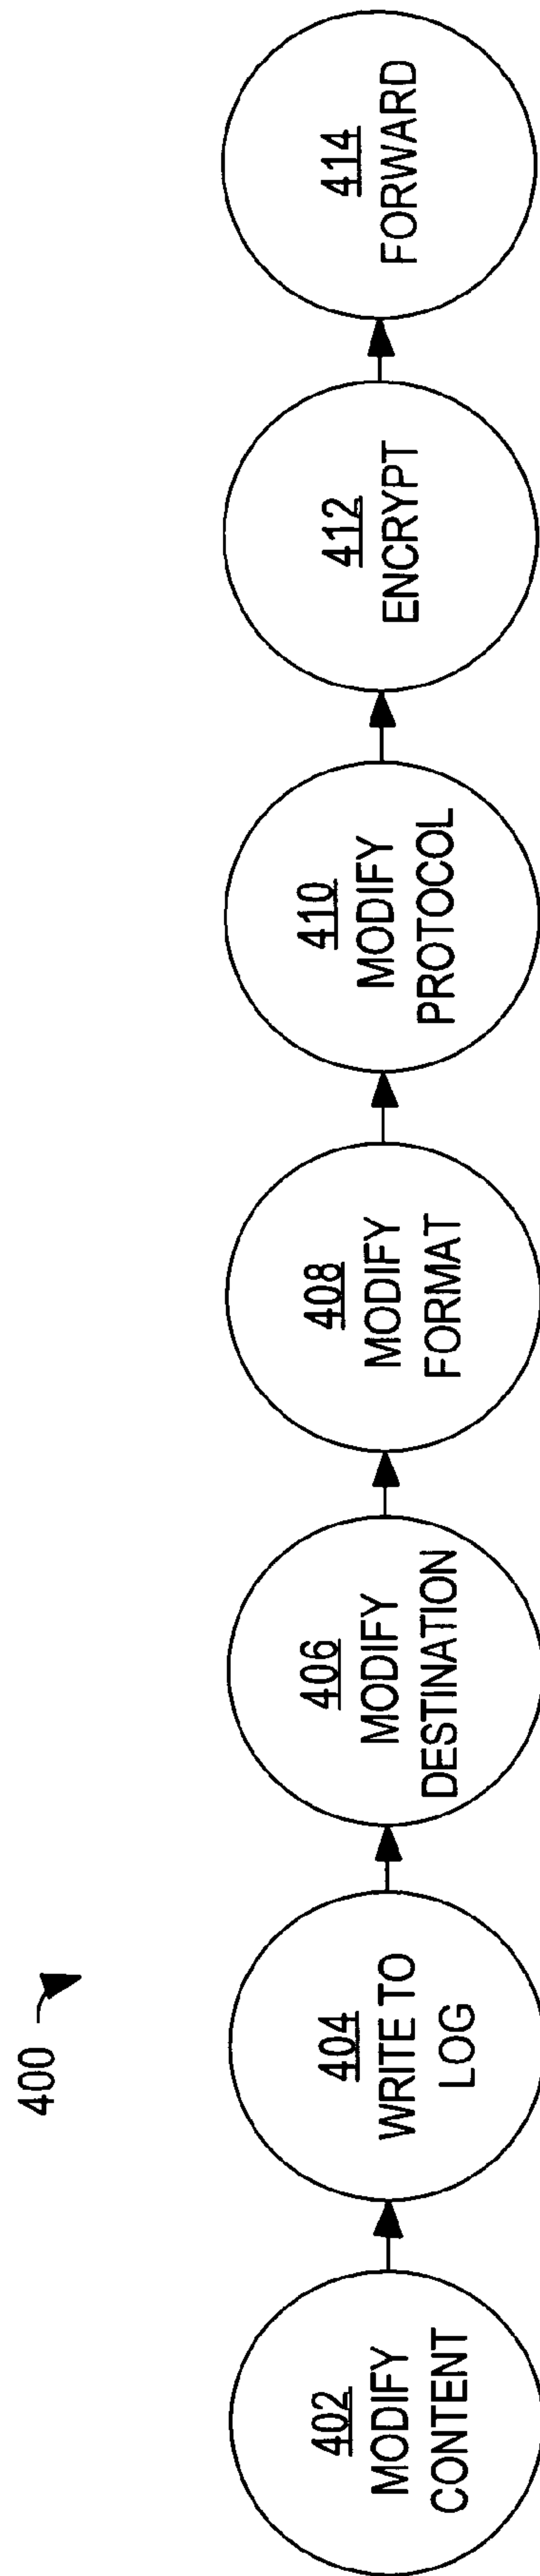 400
402
MODIFY
CONTENT
404
WRITE TO
LOG
406
MODIFY
DESTINATION
408
MODIFY
FORMAT
410
MODIFY
PROTOCOL
412
ENCRYPT
414
FORWARD